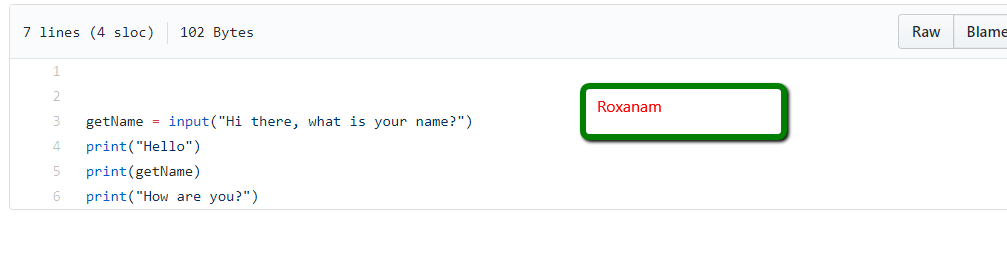 7 lines (4 sloc) 102 Bytes Raw Blame
1
2
3 getName = input("Hi there, what is your name?")
Roxanam
4 print("Hello")
5 print(getName)
6 print("How are you?")